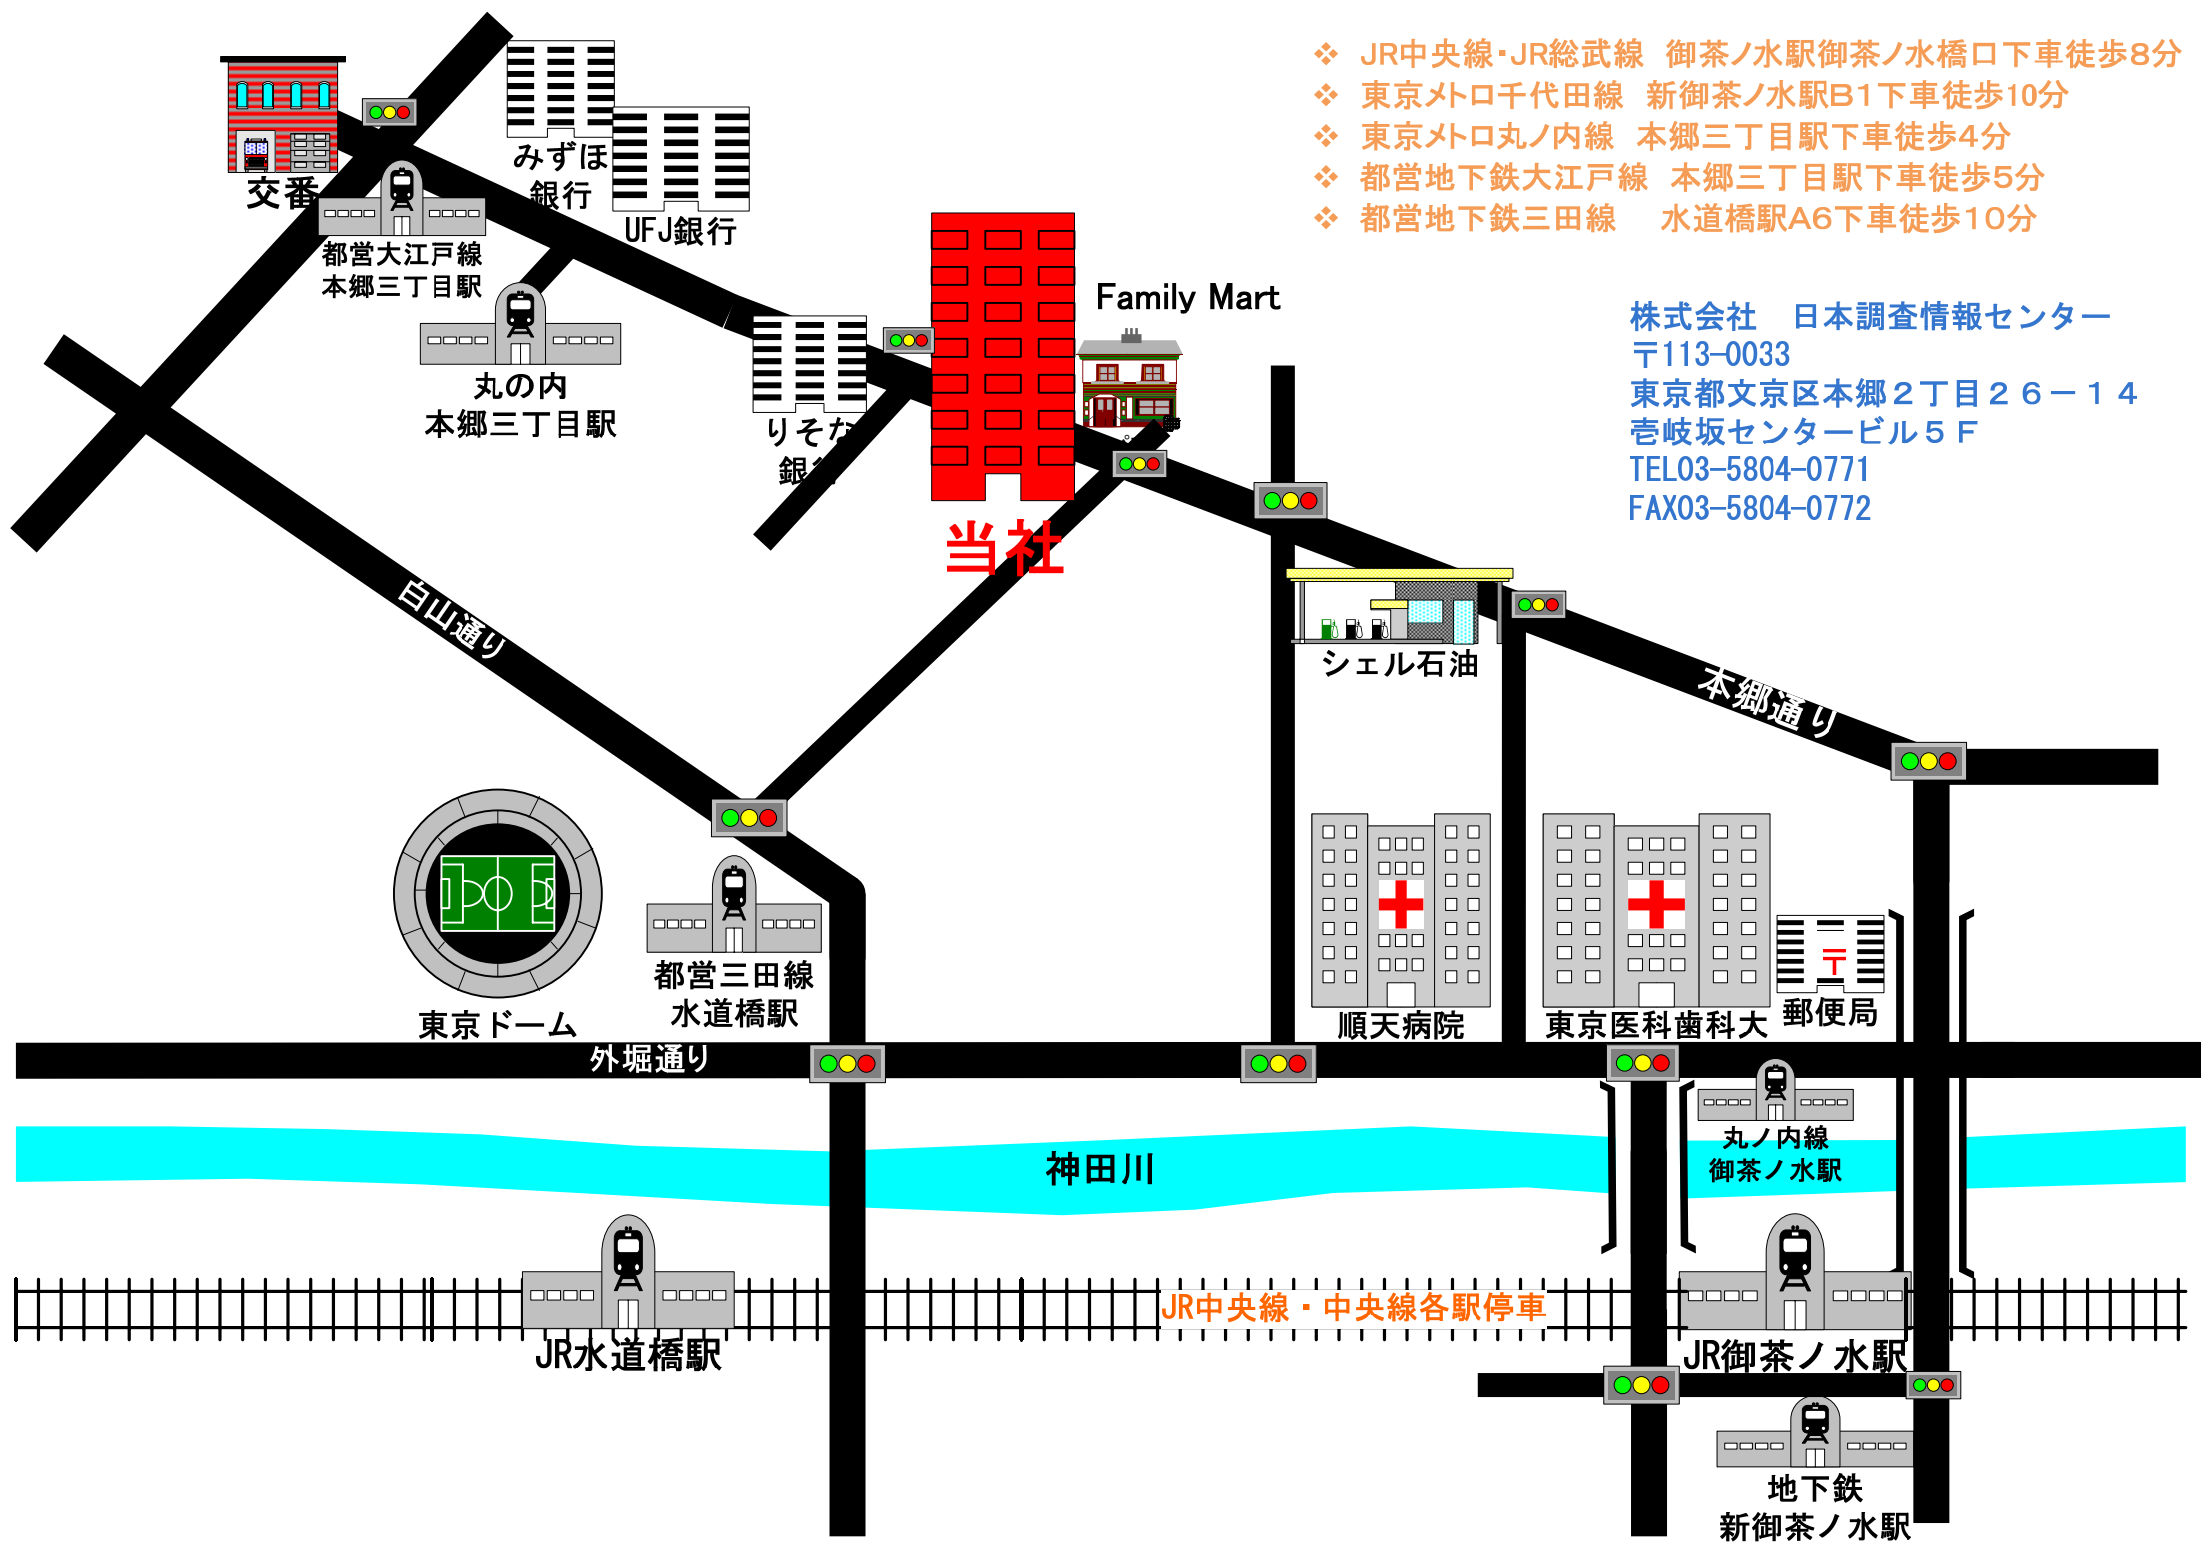 ❖ JR中央線・JR総武線　御茶ノ水駅御茶ノ水橋口下車徒歩８分
❖ 東京メトロ千代田線　新御茶ノ水駅B１下車徒歩10分
❖ 東京メトロ丸ノ内線　本郷三丁目駅下車徒歩４分
❖ 都営地下鉄大江戸線　本郷三丁目駅下車徒歩５分
❖ 都営地下鉄三田線　水道橋駅A６下車徒歩１０分
株式会社　日本調査情報センター
〒113-0033
東京都文京区本郷２丁目２６－１４
壱岐坂センタービル５Ｆ
TEL03-5804-0771
FAX03-5804-0772
交番
みずほ
銀行
UFJ銀行
都営大江戸線
本郷三丁目駅
丸の内
本郷三丁目駅
りそな
銀行
Family Mart
当社
白山通り
シェル石油
本郷通り
東京ドーム
都営三田線
水道橋駅
順天病院
東京医科歯科大
〒
郵便局
外堀通り
丸ノ内線
御茶ノ水駅
神田川
JR中央線・中央線各駅停車
JR水道橋駅
JR御茶ノ水駅
地下鉄
新御茶ノ水駅